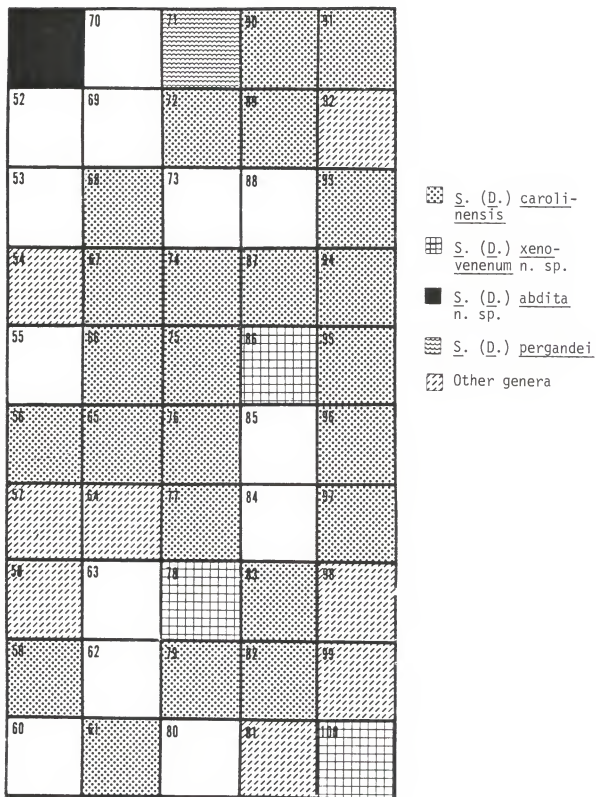 70 71 90 91
52 69 72 89 92
53 68 73 88 93
54 67 74 87 94
55 66 75 86 95
56 65 76 85 96
57 64 77 84 97
58 63 78 83 98
59 62 79 82 99
60 61 80 81 100
S. (D.) caroli-
nensis
S. (D.) xeno-
venenum n. sp.
S. (D.) abdita
n. sp.
S. (D.) pergandei
Other genera